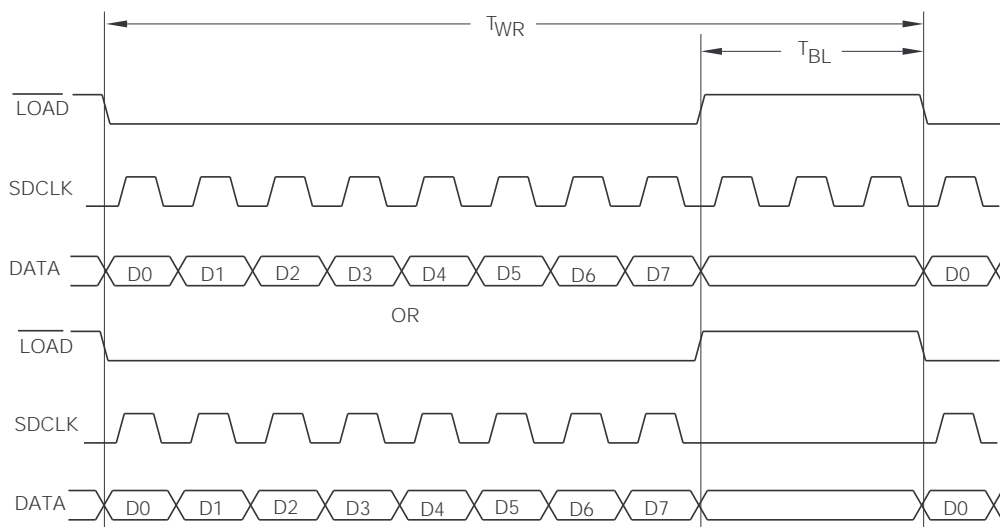 TWR
TBL
LOAD
SDCLK
DATA D0 D1 D2 D3 D4 D5 D6 D7 D0
OR
LOAD
SDCLK
DATA D0 D1 D2 D3 D4 D5 D6 D7 D0